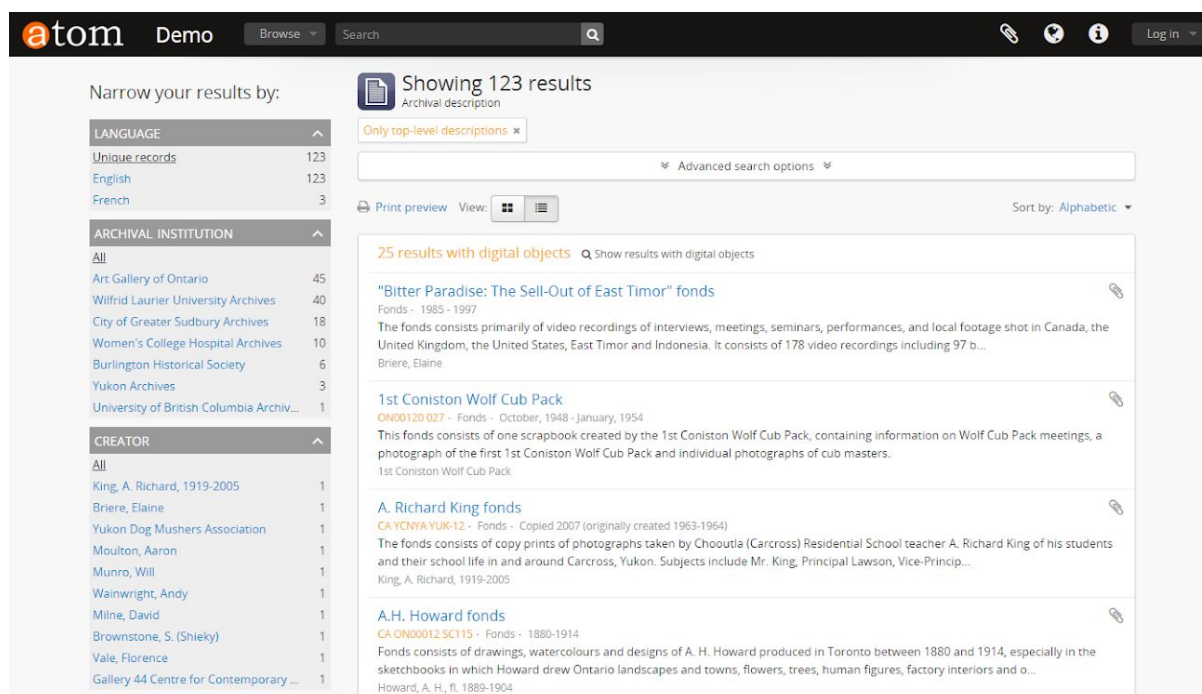 atom Demo Browse Search Log in
Narrow your results by:
LANGUAGE
Unique records 123
English 123
French 3
ARCHIVAL INSTITUTION
All
Art Gallery of Ontario 45
Wilfrid Laurier University Archives 40
City of Greater Sudbury Archives 18
Women's College Hospital Archives 10
Burlington Historical Society 6
Yukon Archives 3
University of British Columbia Archiv... 1
CREATOR
All
King, A. Richard, 1919-2005 1
Briere, Elaine 1
Yukon Dog Mushers Association 1
Moulton, Aaron 1
Munro, Will 1
Wainwright, Andy 1
Milne, David 1
Brownstone, S. (Shieky) 1
Vale, Florence 1
Gallery 44 Centre for Contemporary ... 1
Showing 123 results
Archival description
Only top-level descriptions ×
Advanced search options
Print preview View: Sort by: Alphabetic
25 results with digital objects Show results with digital objects
"Bitter Paradise: The Sell-Out of East Timor" fonds
Fonds · 1985 - 1997
The fonds consists primarily of video recordings of interviews, meetings, seminars, performances, and local footage shot in Canada, the
United Kingdom, the United States, East Timor and Indonesia. It consists of 178 video recordings including 97 b...
Briere, Elaine
1st Coniston Wolf Cub Pack
ON00120 027 · Fonds · October, 1948 - January, 1954
This fonds consists of one scrapbook created by the 1st Coniston Wolf Cub Pack, containing information on Wolf Cub Pack meetings, a
photograph of the first 1st Coniston Wolf Cub Pack and individual photographs of cub masters.
1st Coniston Wolf Cub Pack
A. Richard King fonds
CA YCNYA YUK-12 · Fonds · Copied 2007 (originally created 1963-1964)
The fonds consists of copy prints of photographs taken by Chooutla (Carcross) Residential School teacher A. Richard King of his students
and their school life in and around Carcross, Yukon. Subjects include Mr. King, Principal Lawson, Vice-Princip...
King, A. Richard, 1919-2005
A.H. Howard fonds
CA ON00012 SC115 · Fonds · 1880-1914
Fonds consists of drawings, watercolours and designs of A. H. Howard produced in Toronto between 1880 and 1914, especially in the
sketchbooks in which Howard drew Ontario landscapes and towns, flowers, trees, human figures, factory interiors and o...
Howard, A. H., fl. 1889-1904